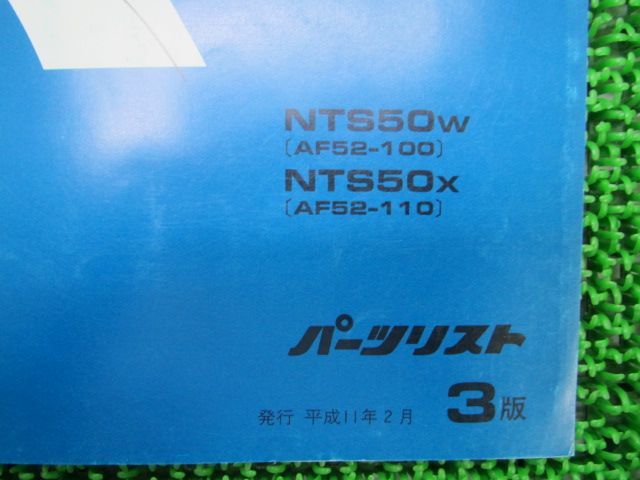 NTS50W
〔AF52-100〕
NTS50X
〔AF52-110〕
パーツリスト
発行 平成11年2月 3版